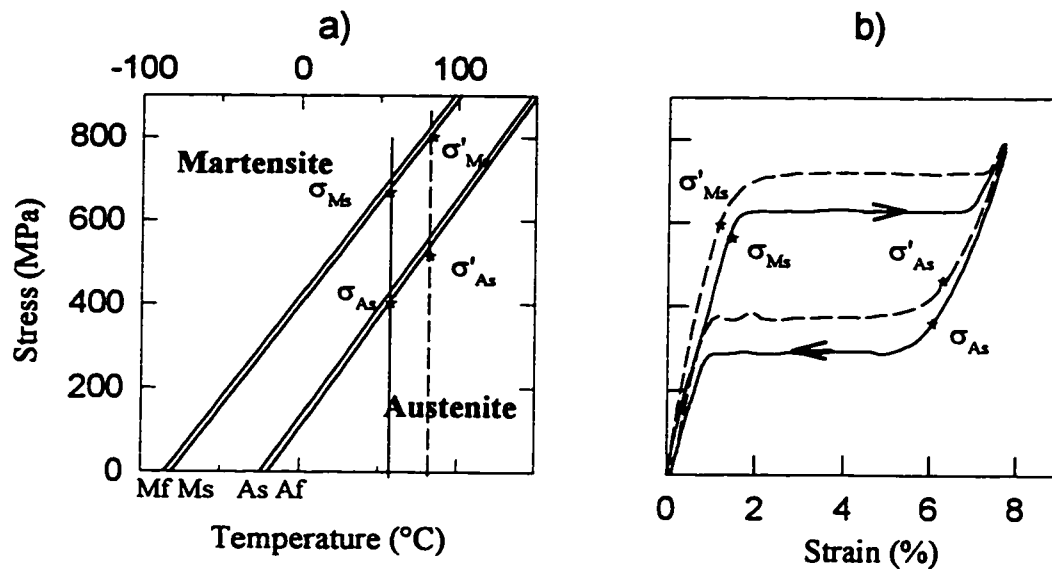 a)
-100 0 100
800
600
400
200
0
Stress (MPa)
Martensite
σ'Ms
σMs
σ'As
σAs
Austenite
Mf Ms As Af
Temperature (°C)
b)
σ'Ms
σMs
σ'As
σAs
0 2 4 6 8
Strain (%)